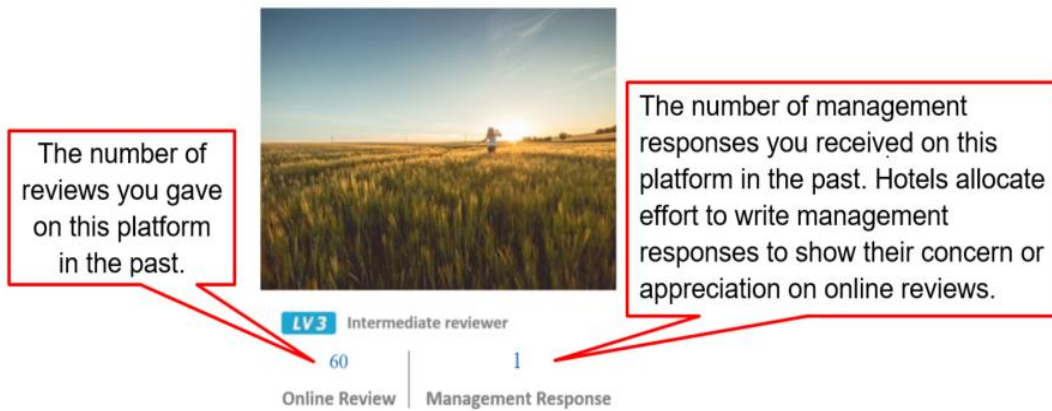 The number of
reviews you gave
on this platform
in the past.
The number of management
responses you received on this
platform in the past. Hotels allocate
effort to write management
responses to show their concern or
appreciation on online reviews.
LV3 Intermediate reviewer
60 1
Online Review Management Response